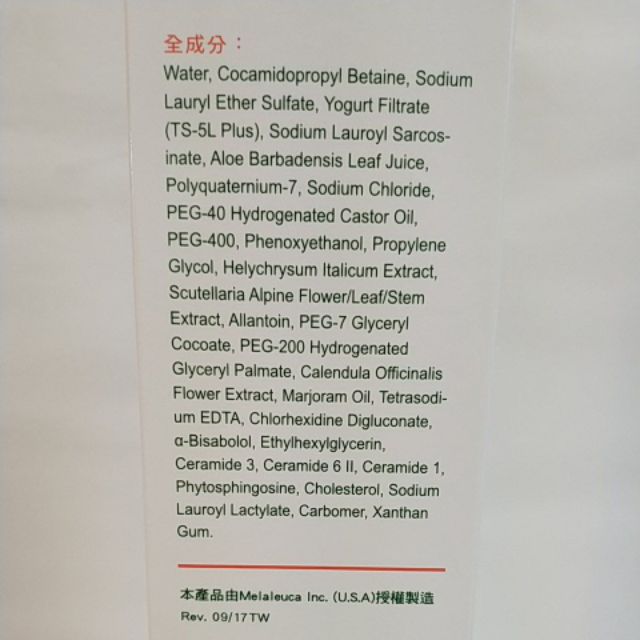 全成分：
Water, Cocamidopropyl Betaine, Sodium
Lauryl Ether Sulfate, Yogurt Filtrate
(TS-5L Plus), Sodium Lauroyl Sarcos-
inate, Aloe Barbadensis Leaf Juice,
Polyquaternium-7, Sodium Chloride,
PEG-40 Hydrogenated Castor Oil,
PEG-400, Phenoxyethanol, Propylene
Glycol, Helychrysum Italicum Extract,
Scutellaria Alpine Flower/Leaf/Stem
Extract, Allantoin, PEG-7 Glyceryl
Cocoate, PEG-200 Hydrogenated
Glyceryl Palmate, Calendula Officinalis
Flower Extract, Marjoram Oil, Tetrasodi-
um EDTA, Chlorhexidine Digluconate,
α-Bisabolol, Ethylhexylglycerin,
Ceramide 3, Ceramide 6 II, Ceramide 1,
Phytosphingosine, Cholesterol, Sodium
Lauroyl Lactylate, Carbomer, Xanthan
Gum.
本產品由Melaleuca Inc. (U.S.A)授權製造
Rev. 09/17TW